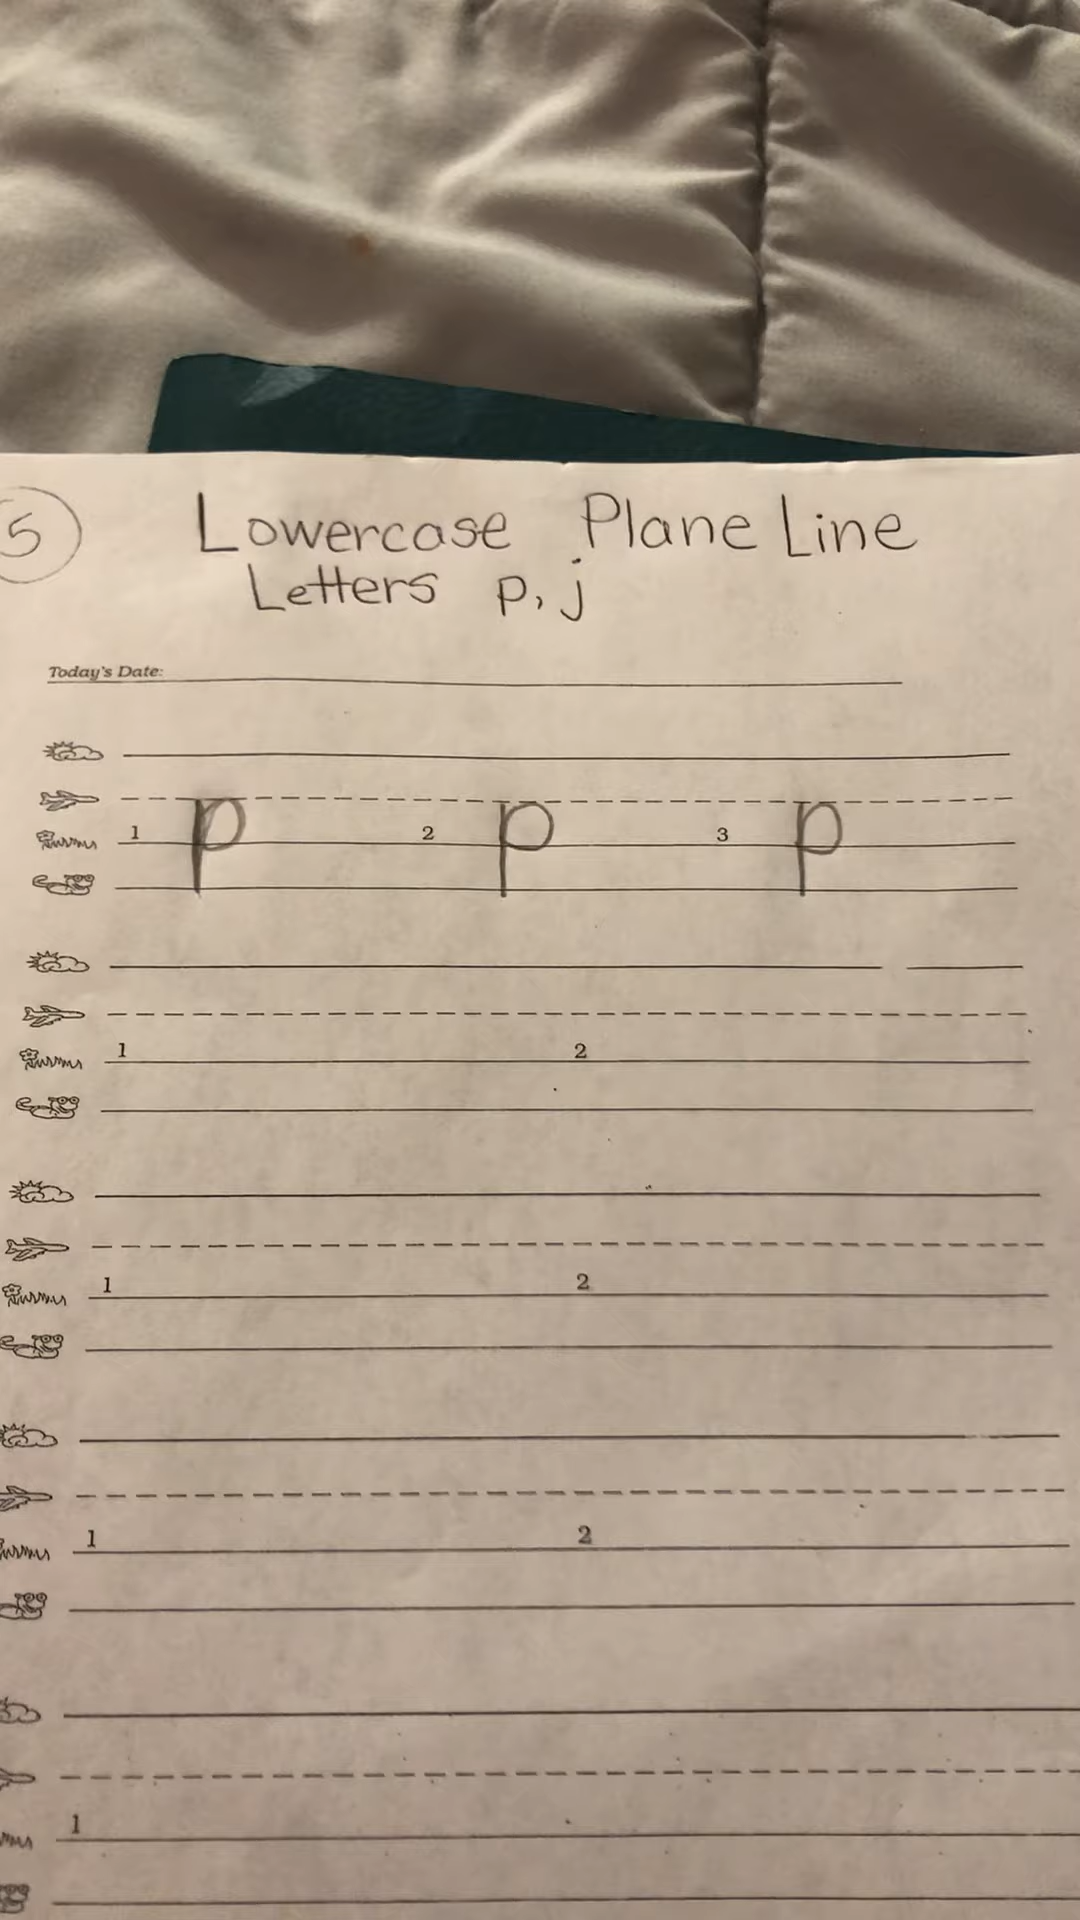 5
Lowercase Plane Line
Letters p, j
Today's Date:
1 p 2 p 3 p
1 2
1 2
1 2
1